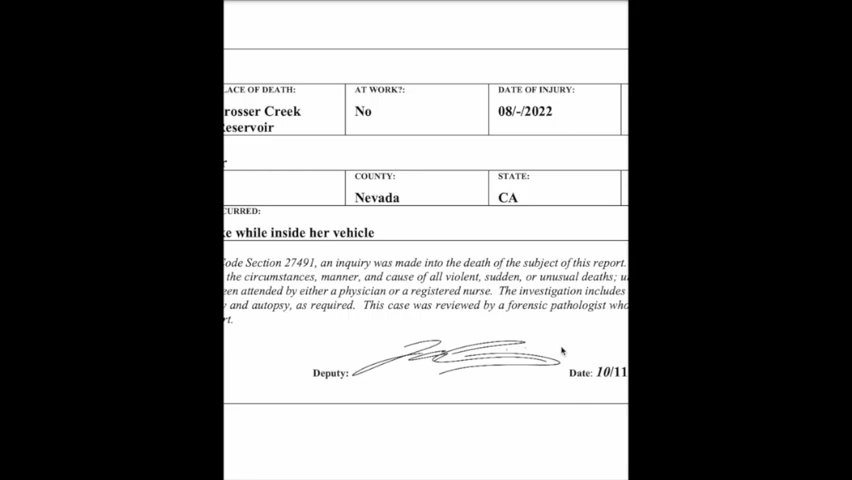 LACE OF DEATH: AT WORK?: DATE OF INJURY:
rosser Creek No 08/-/2022
eservoir
COUNTY: STATE:
Nevada CA
CURRED:
ke while inside her vehicle
Code Section 27491, an inquiry was made into the death of the subject of this report.
the circumstances, manner, and cause of all violent, sudden, or unusual deaths; u
een attended by either a physician or a registered nurse. The investigation includes
y and autopsy, as required. This case was reviewed by a forensic pathologist who
rt.
Deputy: Date: 10/11